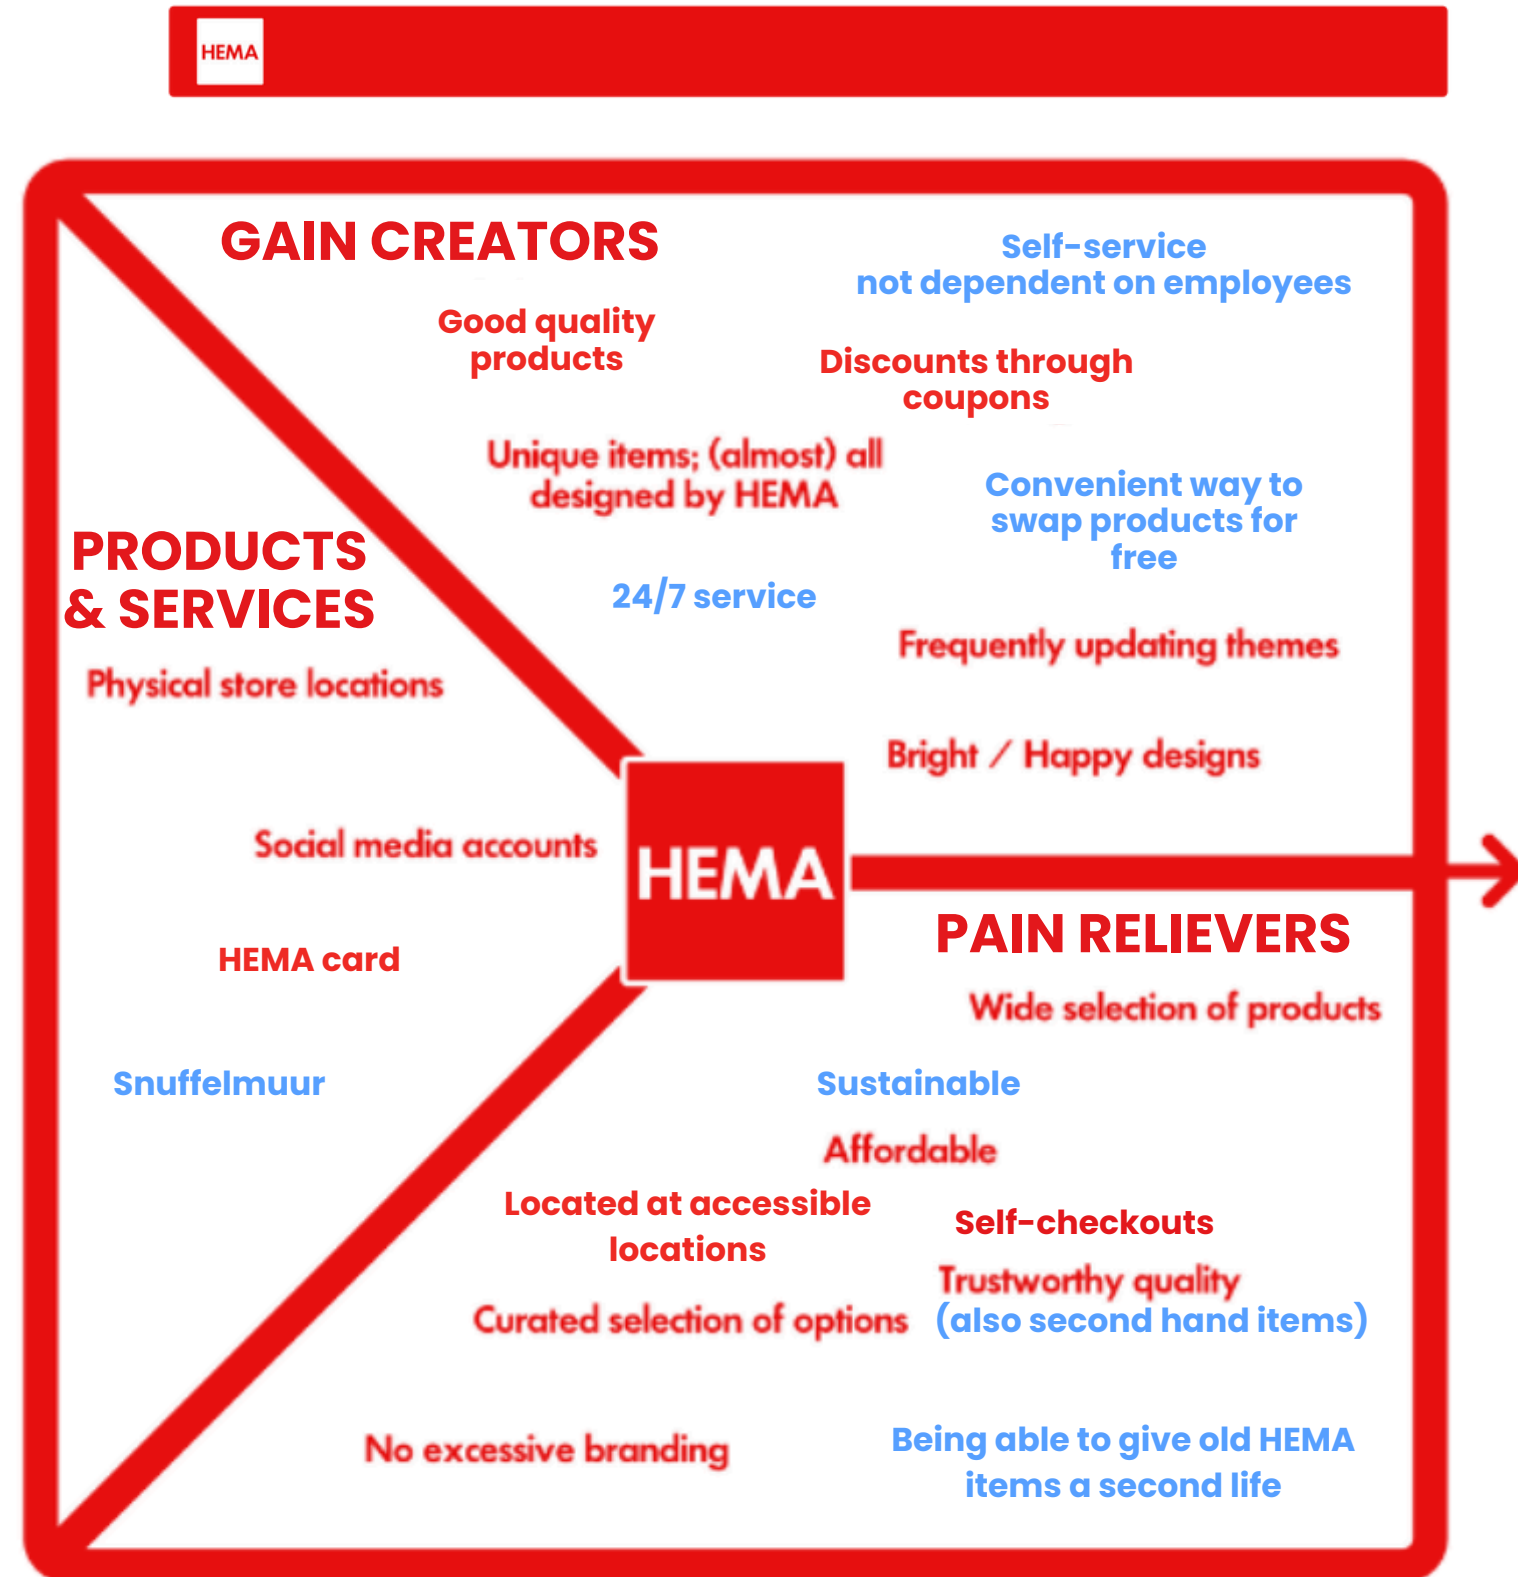 HEMA
GAIN CREATORS
Self-service
not dependent on employees
Good quality
products
Discounts through
coupons
Unique items; (almost) all
designed by HEMA
Convenient way to
swap products for
free
24/7 service
Frequently updating themes
Bright / Happy designs
PRODUCTS
& SERVICES
Physical store locations
Social media accounts
HEMA card
Snuffelmuur
HEMA
PAIN RELIEVERS
Wide selection of products
Sustainable
Affordable
Located at accessible
locations
Self-checkouts
Trustworthy quality
(also second hand items)
Curated selection of options
No excessive branding
Being able to give old HEMA
items a second life